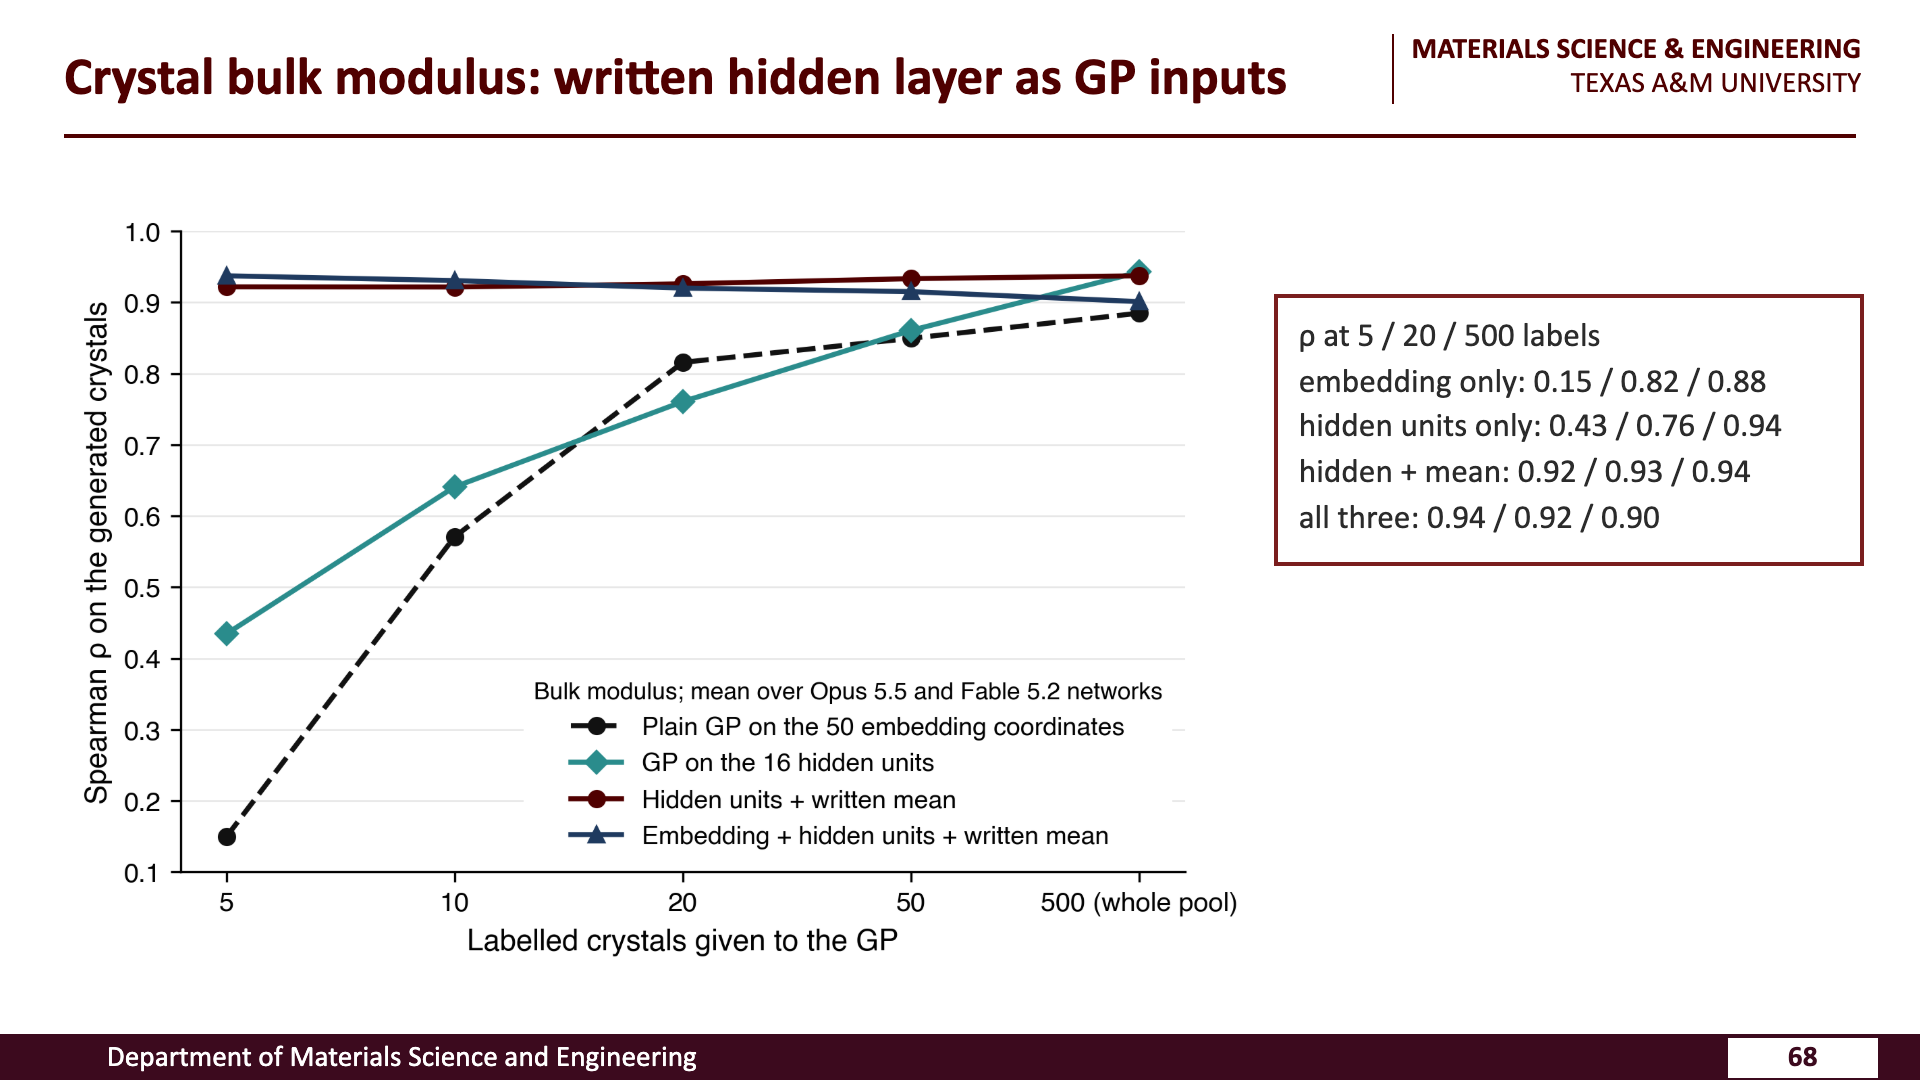 Crystal bulk modulus: written hidden layer as GP inputs
MATERIALS SCIENCE & ENGINEERING
TEXAS A&M UNIVERSITY
Spearman ρ on the generated crystals
1.0
0.9
0.8
0.7
0.6
0.5
0.4
0.3
0.2
0.1
Bulk modulus; mean over Opus 5.5 and Fable 5.2 networks
Plain GP on the 50 embedding coordinates
GP on the 16 hidden units
Hidden units + written mean
Embedding + hidden units + written mean
5
10
20
50
500 (whole pool)
Labelled crystals given to the GP
ρ at 5 / 20 / 500 labels
embedding only: 0.15 / 0.82 / 0.88
hidden units only: 0.43 / 0.76 / 0.94
hidden + mean: 0.92 / 0.93 / 0.94
all three: 0.94 / 0.92 / 0.90
Department of Materials Science and Engineering
68